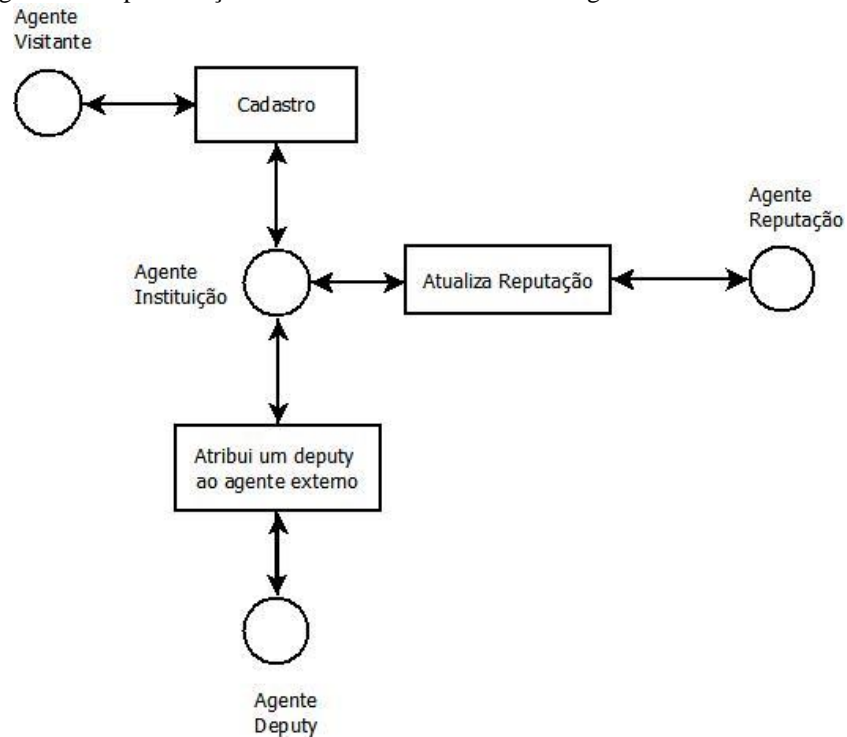 Agente
Visitante
Cadastro
Agente
Reputação
Agente
Instituição
Atualiza Reputação
Atribui um deputy
ao agente externo
Agente
Deputy